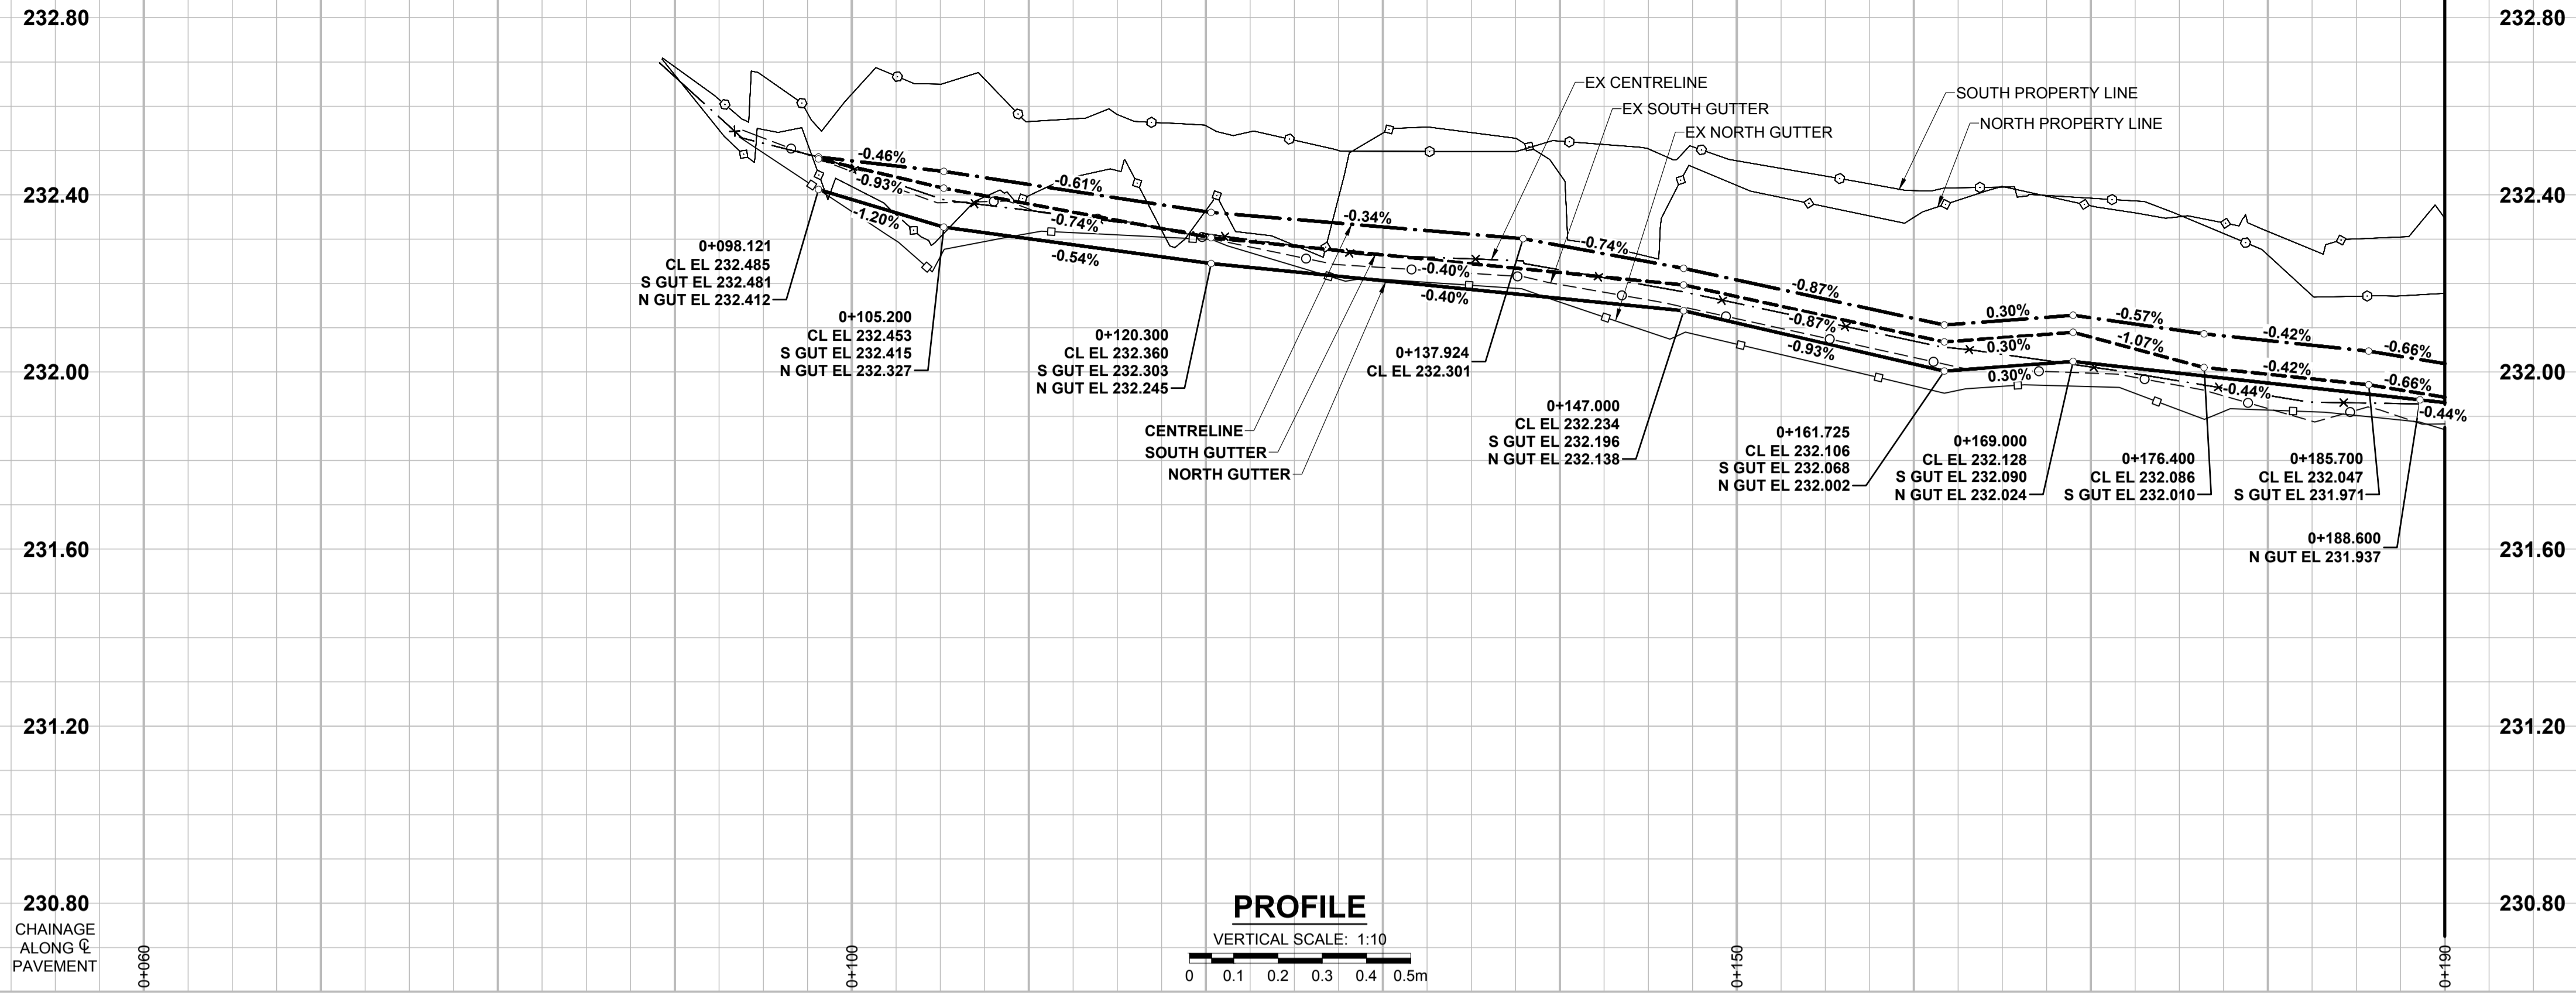 232.80
232.80
EX CENTRELINE
EX SOUTH GUTTER
EX NORTH GUTTER
SOUTH PROPERTY LINE
NORTH PROPERTY LINE
232.40
232.40
-0.46%
-0.93%
-1.20%
-0.61%
-0.74%
-0.54%
-0.34%
-0.40%
-0.40%
-0.74%
-0.87%
-0.87%
-0.93%
0.30%
0.30%
0.30%
-0.57%
-1.07%
-0.44%
-0.42%
-0.42%
-0.66%
-0.66%
-0.44%
0+098.121
CL EL 232.485
S GUT EL 232.481
N GUT EL 232.412
0+105.200
CL EL 232.453
S GUT EL 232.415
N GUT EL 232.327
0+120.300
CL EL 232.360
S GUT EL 232.303
N GUT EL 232.245
0+137.924
CL EL 232.301
232.00
232.00
CENTRELINE
SOUTH GUTTER
NORTH GUTTER
0+147.000
CL EL 232.234
S GUT EL 232.196
N GUT EL 232.138
0+161.725
CL EL 232.106
S GUT EL 232.068
N GUT EL 232.002
0+169.000
CL EL 232.128
S GUT EL 232.090
N GUT EL 232.024
0+176.400
CL EL 232.086
S GUT EL 232.010
0+185.700
CL EL 232.047
S GUT EL 231.971
0+188.600
N GUT EL 231.937
231.60
231.60
231.20
231.20
230.80
230.80
CHAINAGE
ALONG ℄
PAVEMENT
PROFILE
VERTICAL SCALE: 1:10
0 0.1 0.2 0.3 0.4 0.5m
0+060
0+100
0+150
0+190